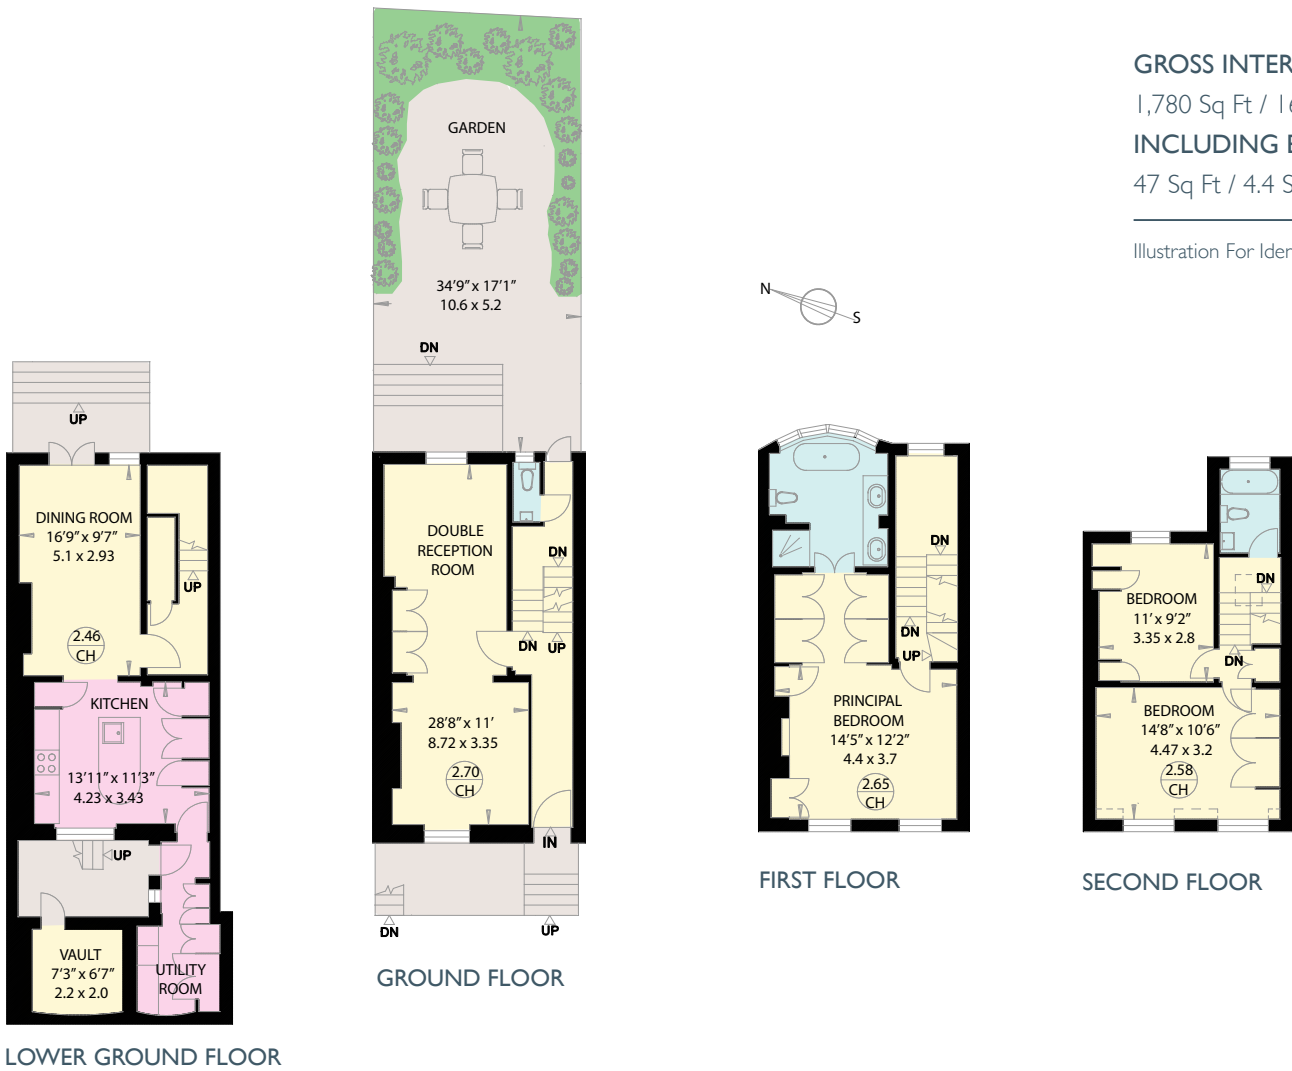 GROSS INTER
1,780 Sq Ft / 16
INCLUDING E
47 Sq Ft / 4.4 S
Illustration For Iden
N
S
GARDEN
34'9" x 17'1"
10.6 x 5.2
DN
UP
DINING ROOM
16'9" x 9'7"
5.1 x 2.93
UP
2.46
CH
KITCHEN
13'11" x 11'3"
4.23 x 3.43
UP
VAULT
7'3" x 6'7"
2.2 x 2.0
UTILITY
ROOM
LOWER GROUND FLOOR
DOUBLE
RECEPTION
ROOM
DN
DN
UP
28'8" x 11'
8.72 x 3.35
2.70
CH
IN
DN
UP
GROUND FLOOR
DN
DN
UP
PRINCIPAL
BEDROOM
14'5" x 12'2"
4.4 x 3.7
2.65
CH
FIRST FLOOR
DN
BEDROOM
11' x 9'2"
3.35 x 2.8
DN
BEDROOM
14'8" x 10'6"
4.47 x 3.2
2.58
CH
SECOND FLOOR